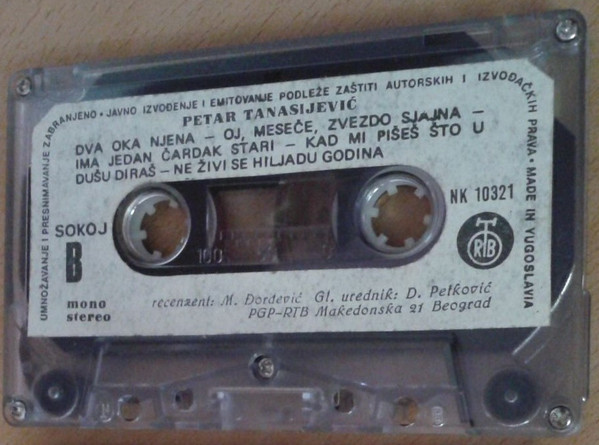 UMNOŽAVANJE I PRESNIMAVANJE ZABRANJENO • JAVNO IZVOĐENJE I EMITOVANJE PODLEŽE ZAŠTITI AUTORSKIH I IZVOĐAČKIH PRAVA • MADE IN YUGOSLAVIA
PETAR TANASIJEVIĆ
DVA OKA NJENA – OJ, MESEČE, ZVEZDO SJAJNA –
IMA JEDAN ČARDAK STARI – KAD MI PIŠEŠ ŠTO U
DUŠU DIRAŠ – NE ŽIVI SE HILJADU GODINA
SOKOJ
B
NK 10321
RTB
100
mono
stereo
recenzent: M. Đorđević Gl. urednik: D. Petković
PGP–RTB Makedonska 21 Beograd